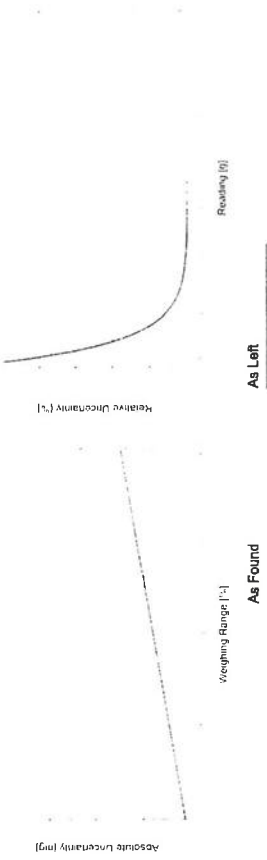 Absolute Uncertainty [mg]
Weighing Range [%]
As Found
Relative Uncertainty [%]
Reading [g]
As Left